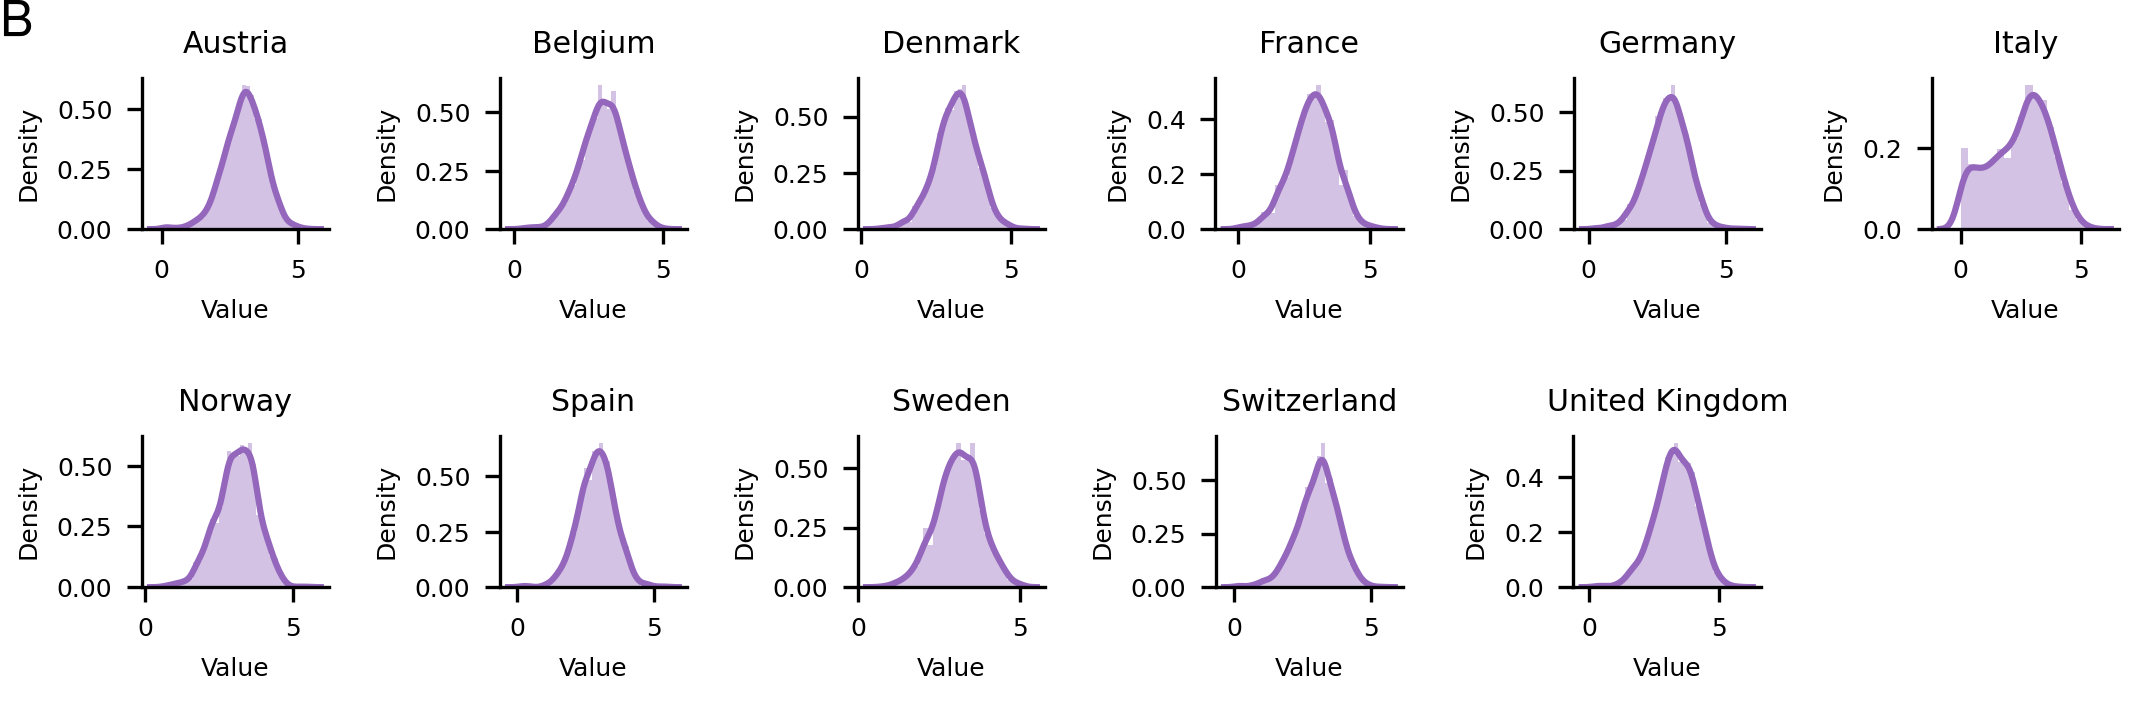 B
Austria Belgium Denmark France Germany Italy
Density 0.50 0.25 0.00 Density 0.50 0.25 0.00 Density 0.50 0.25 0.00 Density 0.4 0.2 0.0 Density 0.50 0.25 0.00 Density 0.2 0.0
0 5 0 5 0 5 0 5 0 5 0 5
Value Value Value Value Value Value
Norway Spain Sweden Switzerland United Kingdom
Density 0.50 0.25 0.00 Density 0.50 0.25 0.00 Density 0.50 0.25 0.00 Density 0.50 0.25 0.00 Density 0.4 0.2 0.0
0 5 0 5 0 5 0 5 0 5
Value Value Value Value Value